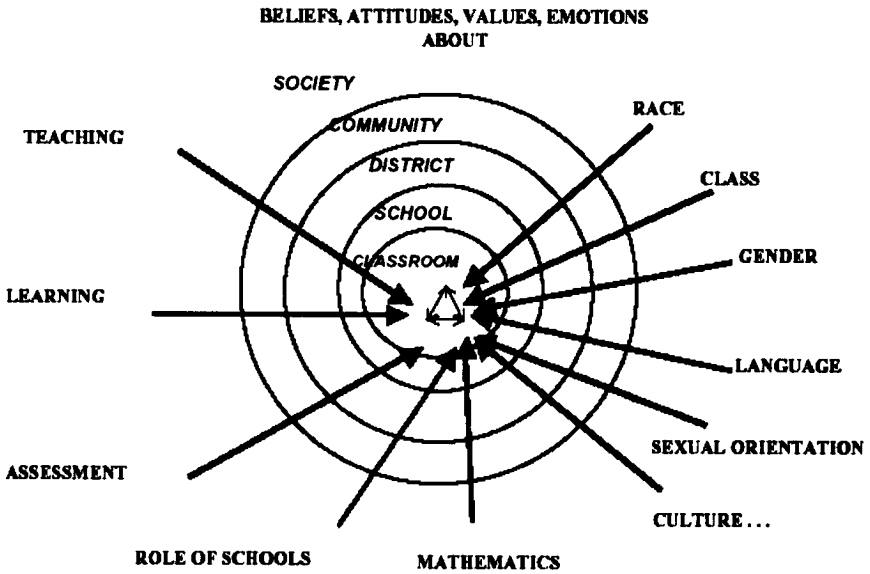 BELIEFS, ATTITUDES, VALUES, EMOTIONS
ABOUT
SOCIETY
COMMUNITY
DISTRICT
SCHOOL
CLASSROOM
TEACHING
LEARNING
ASSESSMENT
ROLE OF SCHOOLS
MATHEMATICS
RACE
CLASS
GENDER
LANGUAGE
SEXUAL ORIENTATION
CULTURE...